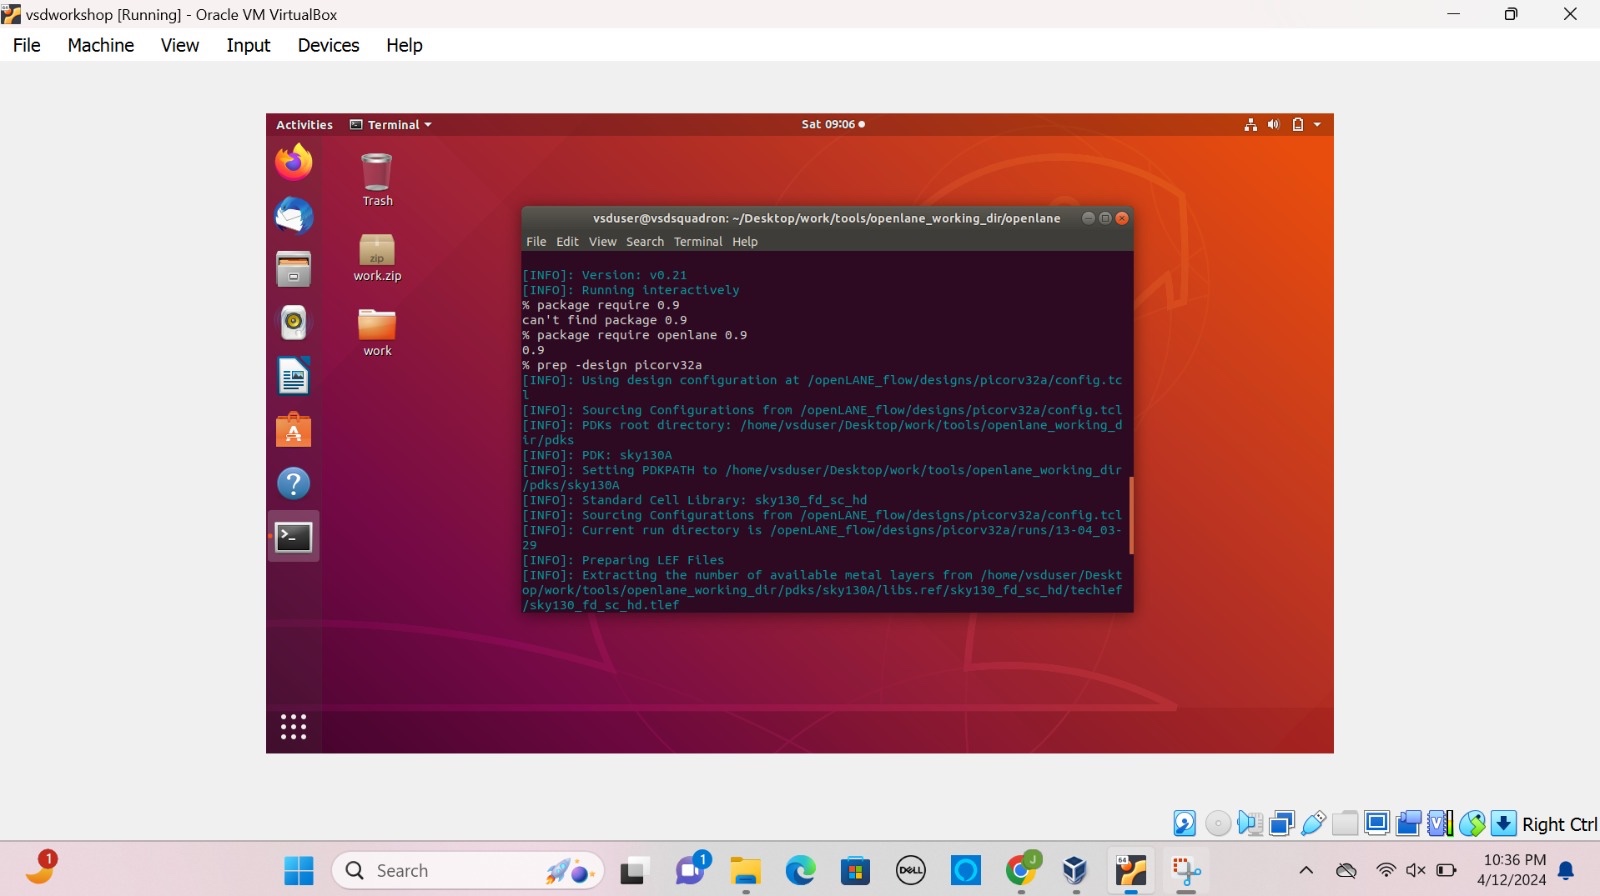 vsdworkshop [Running] - Oracle VM VirtualBox
File Machine View Input Devices Help
Activities Terminal Sat 09:06
Trash
work.zip
work
zip
vsduser@vsdsquadron: ~/Desktop/work/tools/openlane_working_dir/openlane
File Edit View Search Terminal Help
[INFO]: Version: v0.21
[INFO]: Running interactively
% package require 0.9
can't find package 0.9
% package require openlane 0.9
0.9
% prep -design picorv32a
[INFO]: Using design configuration at /openLANE_flow/designs/picorv32a/config.tc
l
[INFO]: Sourcing Configurations from /openLANE_flow/designs/picorv32a/config.tcl
[INFO]: PDKs root directory: /home/vsduser/Desktop/work/tools/openlane_working_d
ir/pdks
[INFO]: PDK: sky130A
[INFO]: Setting PDKPATH to /home/vsduser/Desktop/work/tools/openlane_working_dir
/pdks/sky130A
[INFO]: Standard Cell Library: sky130_fd_sc_hd
[INFO]: Sourcing Configurations from /openLANE_flow/designs/picorv32a/config.tcl
[INFO]: Current run directory is /openLANE_flow/designs/picorv32a/runs/13-04_03-
29
[INFO]: Preparing LEF Files
[INFO]: Extracting the number of available metal layers from /home/vsduser/Deskt
op/work/tools/openlane_working_dir/pdks/sky130A/libs.ref/sky130_fd_sc_hd/techlef
/sky130_fd_sc_hd.tlef
Right Ctrl
1
Search
1
DELL
J
64
10:36 PM
4/12/2024